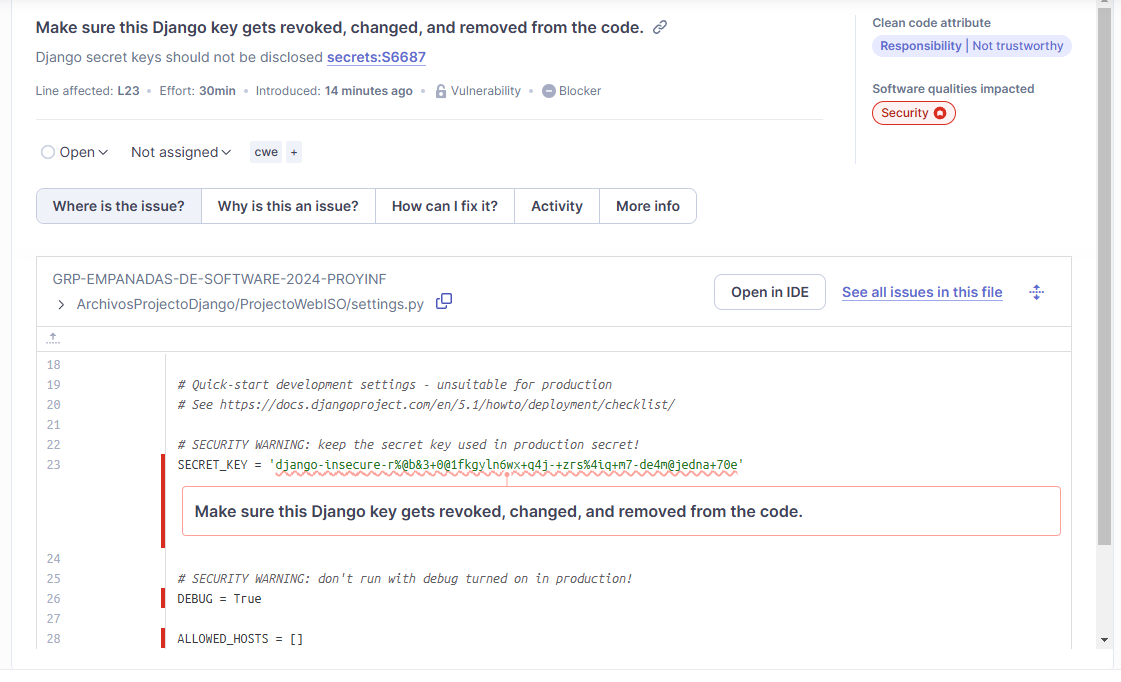 Make sure this Django key gets revoked, changed, and removed from the code.
Django secret keys should not be disclosed secrets:S6687
Line affected: L23 • Effort: 30min • Introduced: 14 minutes ago • Vulnerability • Blocker
Clean code attribute
Responsibility | Not trustworthy
Software qualities impacted
Security
Open Not assigned cwe +
Where is the issue? Why is this an issue? How can I fix it? Activity More info
GRP-EMPANADAS-DE-SOFTWARE-2024-PROYINF
ArchivosProjectoDjango/ProjectoWebISO/settings.py
Open in IDE See all issues in this file
18
19 # Quick-start development settings - unsuitable for production
20 # See https://docs.djangoproject.com/en/5.1/howto/deployment/checklist/
21
22 # SECURITY WARNING: keep the secret key used in production secret!
23 SECRET_KEY = 'django-insecure-r%@b&3+0@1fkgyln6wx+q4j-+zrs%4iq+m7-de4m@jedna+70e'
Make sure this Django key gets revoked, changed, and removed from the code.
24
25 # SECURITY WARNING: don't run with debug turned on in production!
26 DEBUG = True
27
28 ALLOWED_HOSTS = []